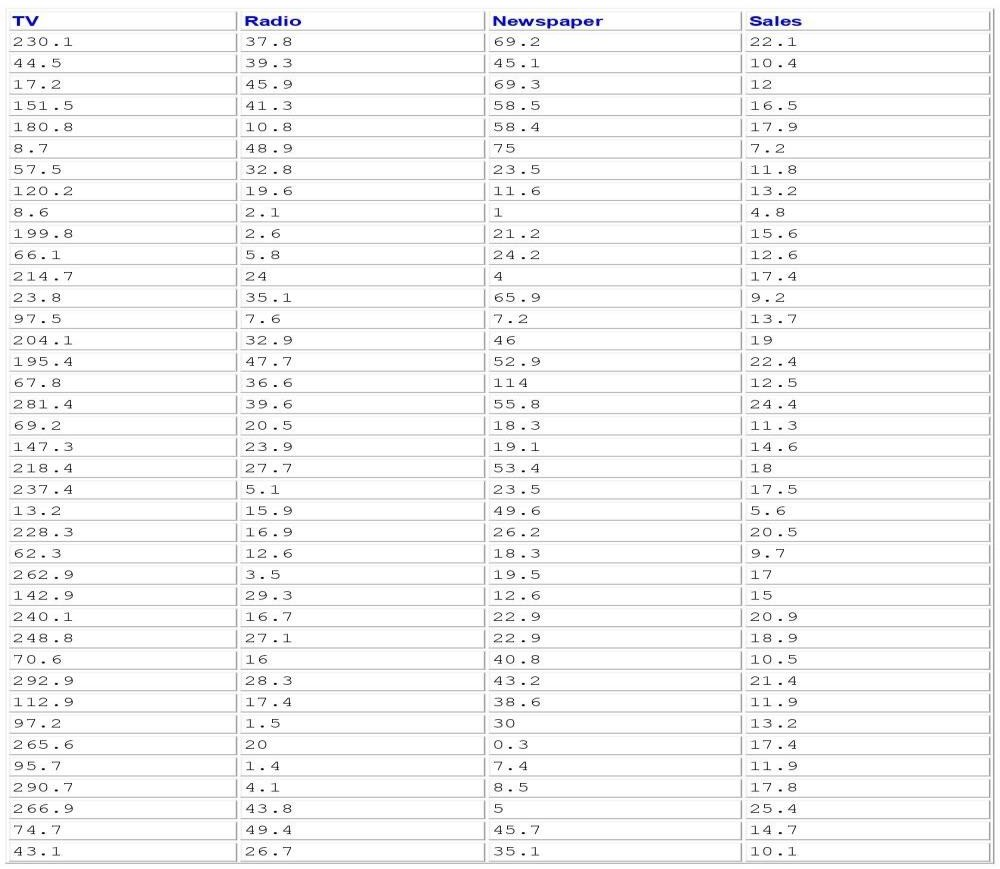 TV Radio Newspaper Sales
230.1 37.8 69.2 22.1
44.5 39.3 45.1 10.4
17.2 45.9 69.3 12
151.5 41.3 58.5 16.5
180.8 10.8 58.4 17.9
8.7 48.9 75 7.2
57.5 32.8 23.5 11.8
120.2 19.6 11.6 13.2
8.6 2.1 1 4.8
199.8 2.6 21.2 15.6
66.1 5.8 24.2 12.6
214.7 24 4 17.4
23.8 35.1 65.9 9.2
97.5 7.6 7.2 13.7
204.1 32.9 46 19
195.4 47.7 52.9 22.4
67.8 36.6 114 12.5
281.4 39.6 55.8 24.4
69.2 20.5 18.3 11.3
147.3 23.9 19.1 14.6
218.4 27.7 53.4 18
237.4 5.1 23.5 17.5
13.2 15.9 49.6 5.6
228.3 16.9 26.2 20.5
62.3 12.6 18.3 9.7
262.9 3.5 19.5 17
142.9 29.3 12.6 15
240.1 16.7 22.9 20.9
248.8 27.1 22.9 18.9
70.6 16 40.8 10.5
292.9 28.3 43.2 21.4
112.9 17.4 38.6 11.9
97.2 1.5 30 13.2
265.6 20 0.3 17.4
95.7 1.4 7.4 11.9
290.7 4.1 8.5 17.8
266.9 43.8 5 25.4
74.7 49.4 45.7 14.7
43.1 26.7 35.1 10.1